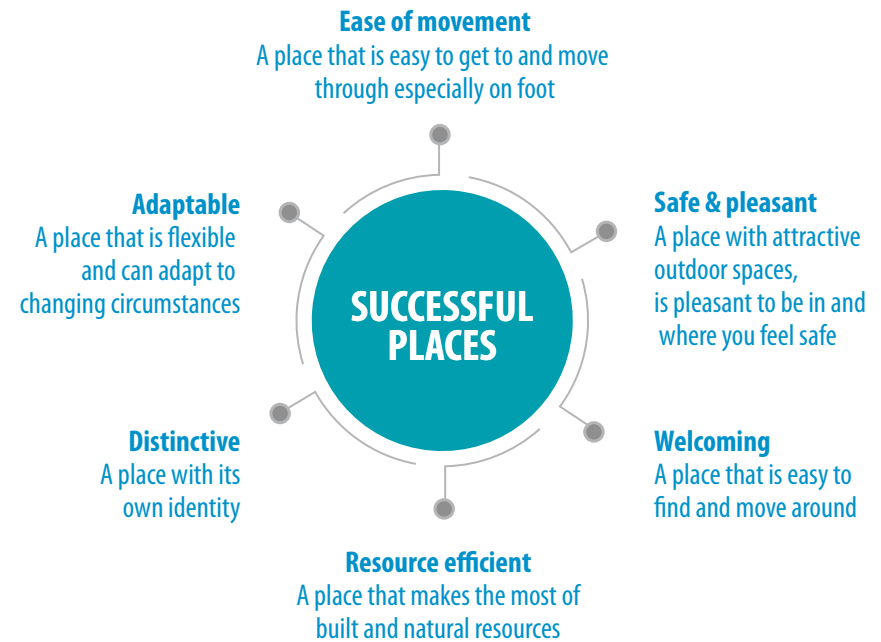 Ease of movement
A place that is easy to get to and move
through especially on foot
Safe & pleasant
A place with attractive
outdoor spaces,
is pleasant to be in and
where you feel safe
Welcoming
A place that is easy to
find and move around
Resource efficient
A place that makes the most of
built and natural resources
Distinctive
A place with its
own identity
Adaptable
A place that is flexible
and can adapt to
changing circumstances
SUCCESSFUL
PLACES